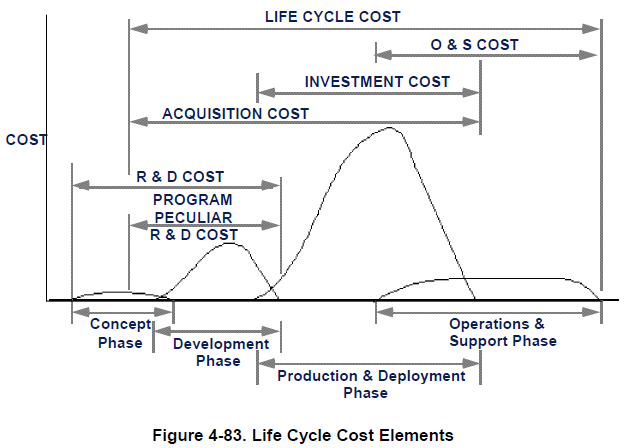 LIFE CYCLE COST
O & S COST
INVESTMENT COST
ACQUISITION COST
COST
R & D COST
PROGRAM
PECULIAR
R & D COST
Concept
Phase
Development
Phase
Operations &
Support Phase
Production & Deployment
Phase
Figure 4-83. Life Cycle Cost Elements